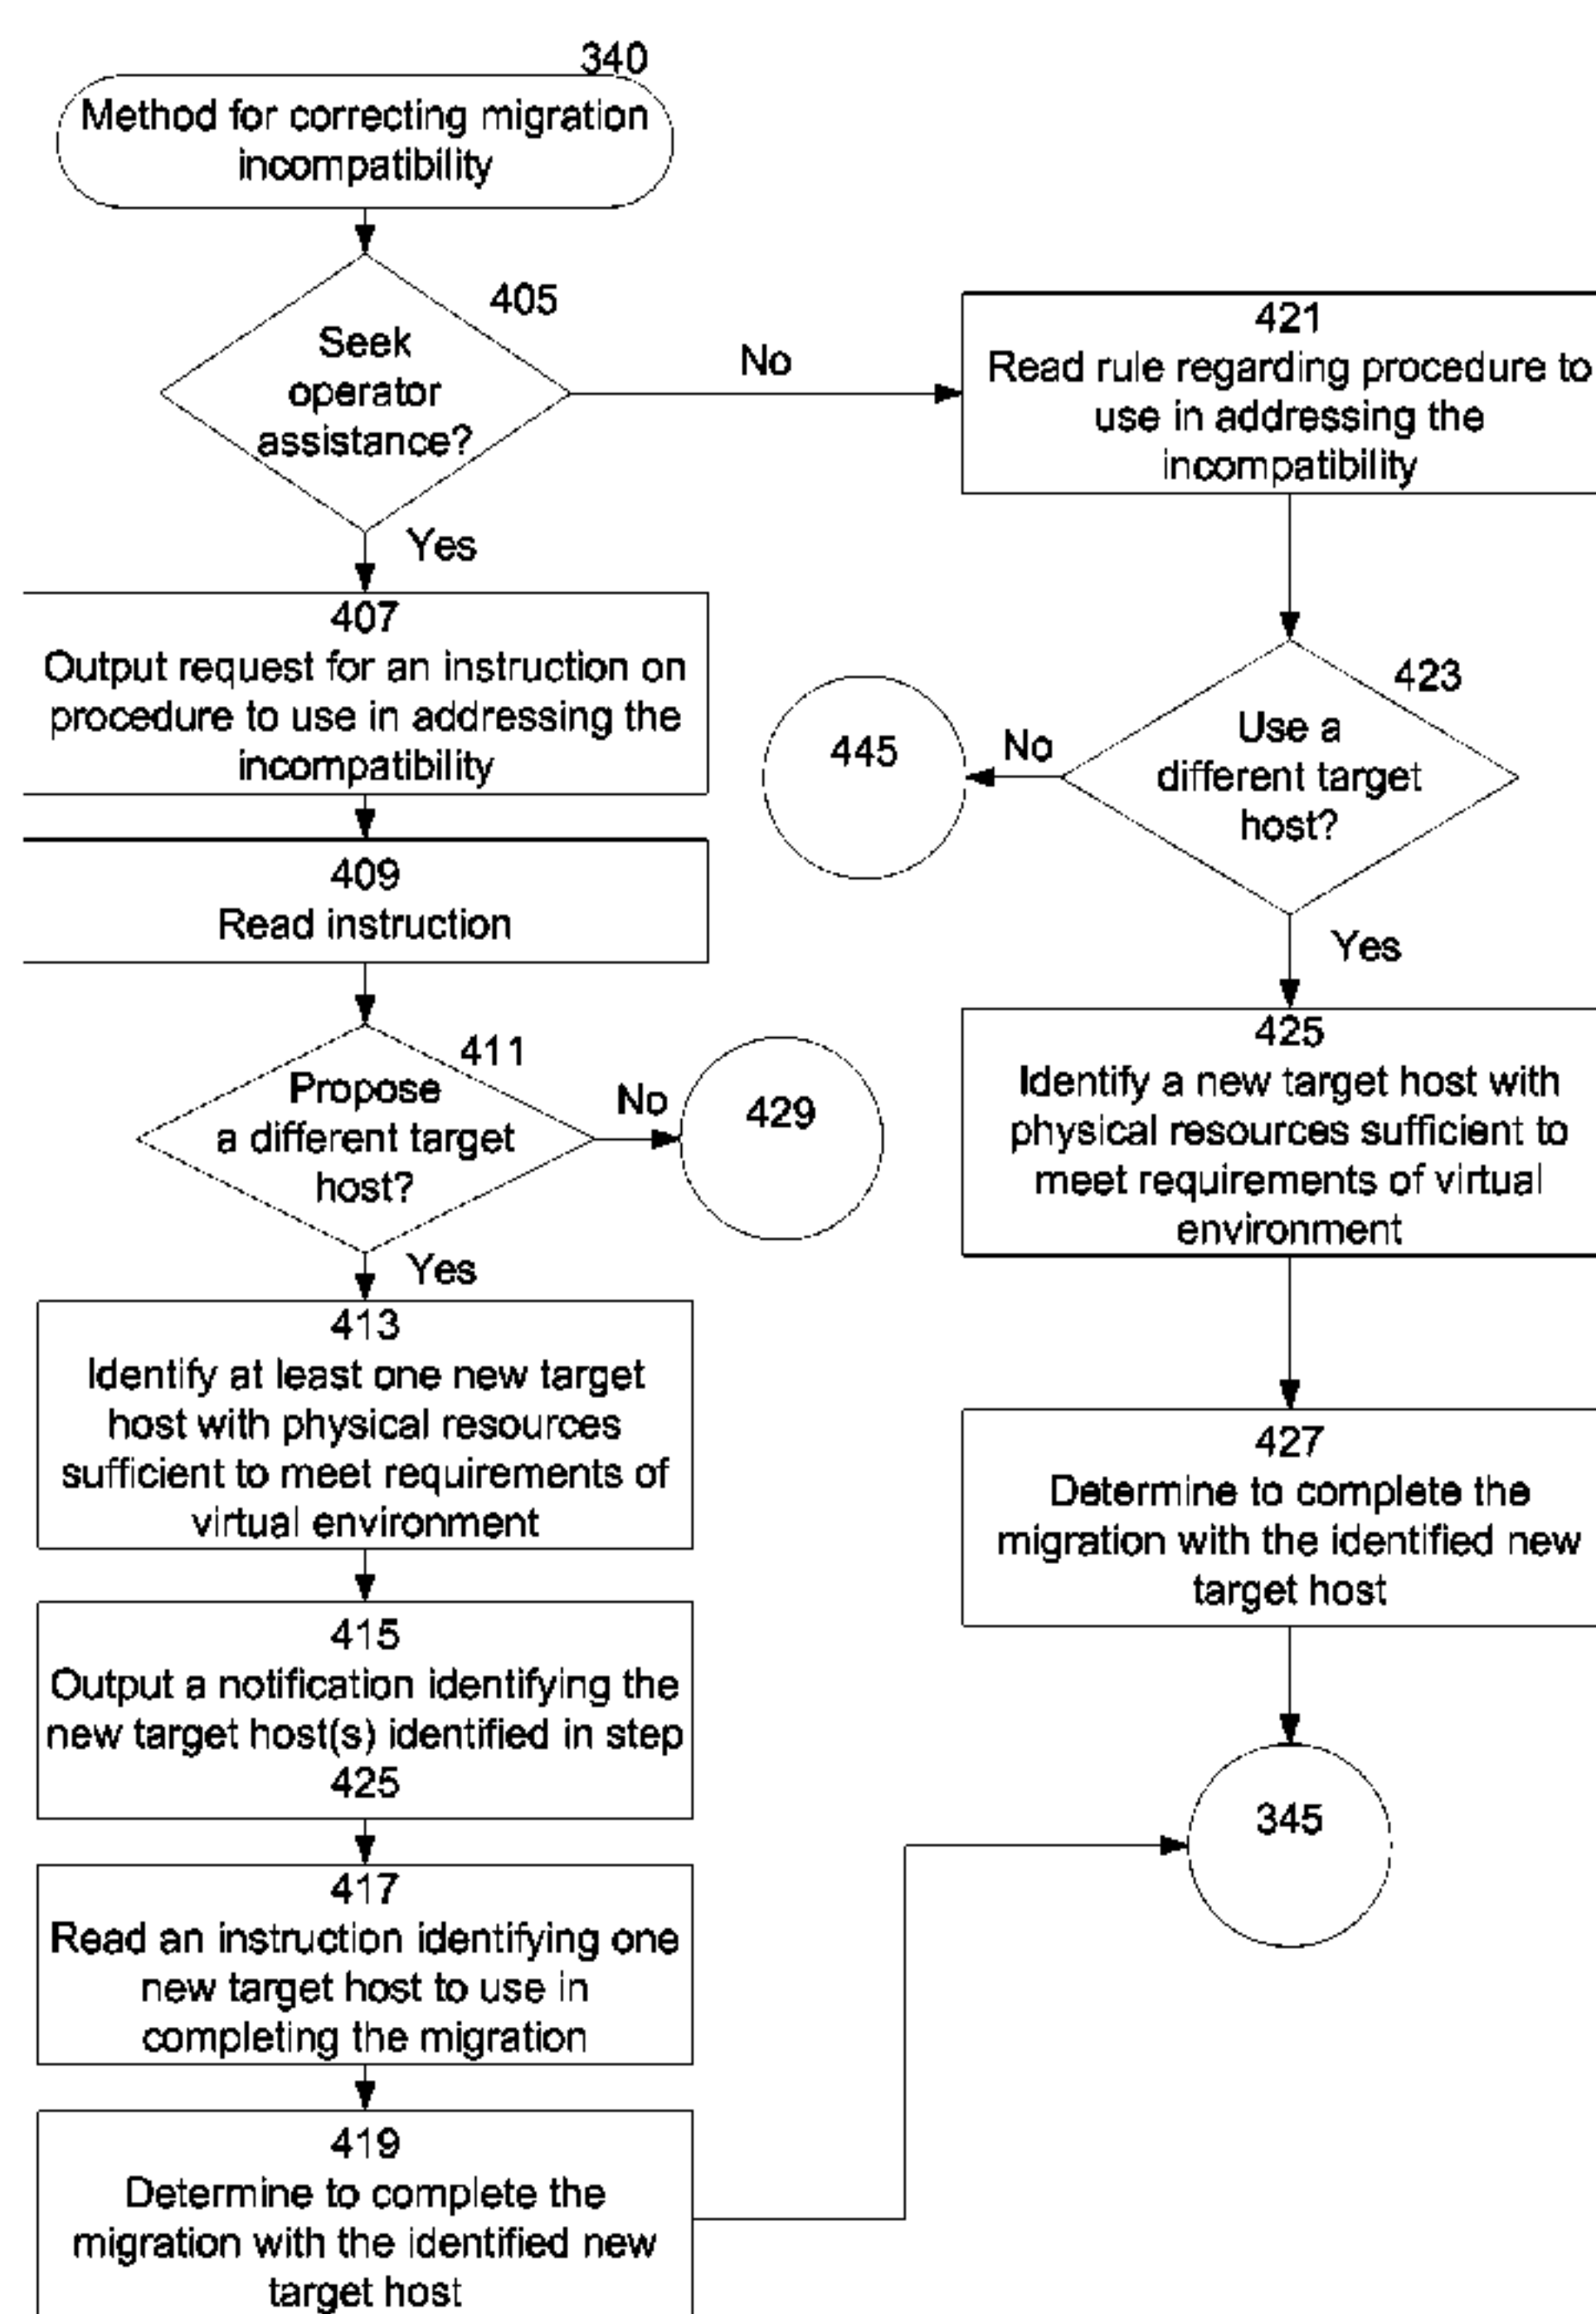 340
Method for correcting migration
incompatibility
405
Seek
operator
assistance?
No
Yes
407
Output request for an instruction on
procedure to use in addressing the
incompatibility
409
Read instruction
411
Propose
a different target
host?
No
429
Yes
413
Identify at least one new target
host with physical resources
sufficient to meet requirements of
virtual environment
415
Output a notification identifying the
new target host(s) identified in step
425
417
Read an instruction identifying one
new target host to use in
completing the migration
419
Determine to complete the
migration with the identified new
target host
421
Read rule regarding procedure to
use in addressing the
incompatibility
423
Use a
different target
host?
No
445
Yes
425
Identify a new target host with
physical resources sufficient to
meet requirements of virtual
environment
427
Determine to complete the
migration with the identified new
target host
345